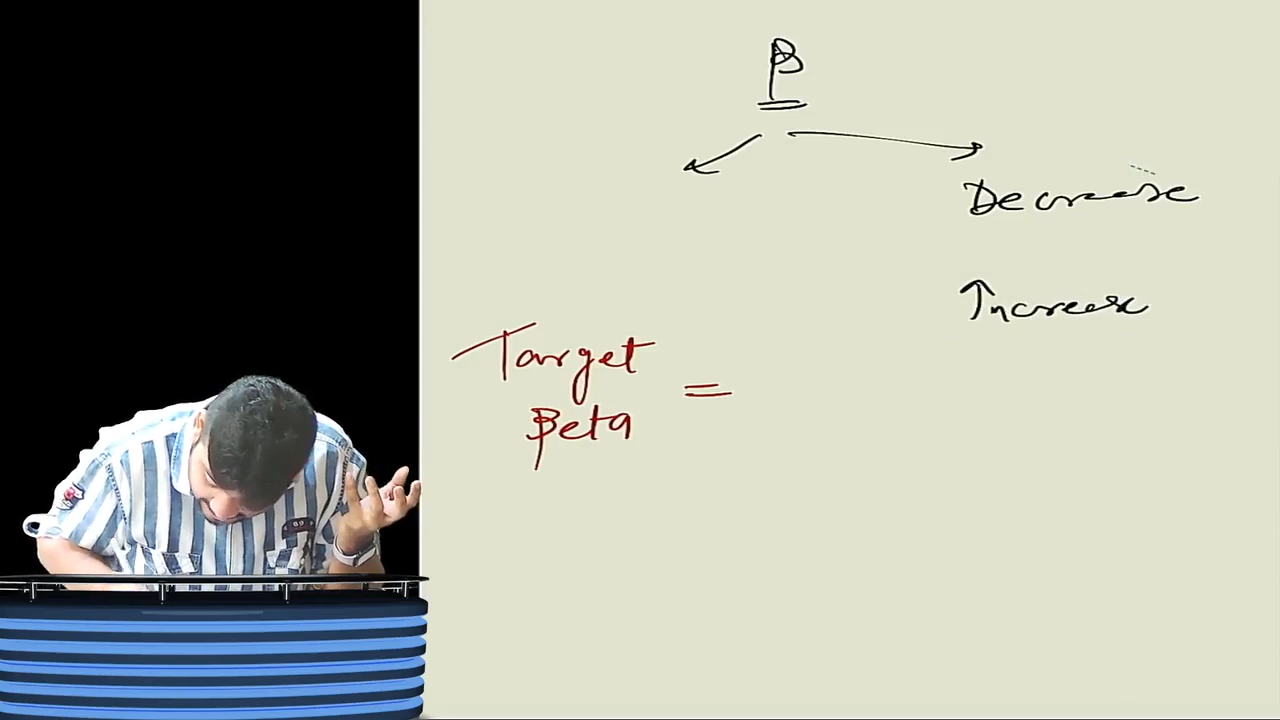 β
Decrease
Increase
Target
Beta =